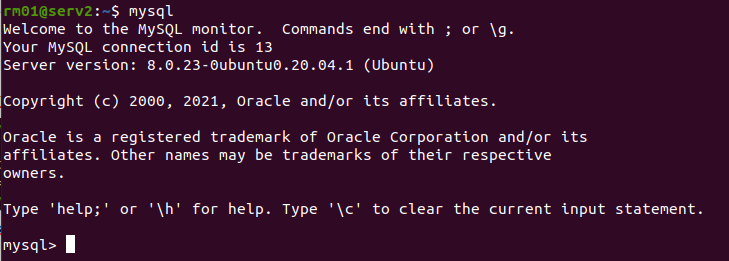 rm01@serv2:~$ mysql
Welcome to the MySQL monitor.  Commands end with ; or \g.
Your MySQL connection id is 13
Server version: 8.0.23-0ubuntu0.20.04.1 (Ubuntu)
Copyright (c) 2000, 2021, Oracle and/or its affiliates.
Oracle is a registered trademark of Oracle Corporation and/or its
affiliates. Other names may be trademarks of their respective
owners.
Type 'help;' or '\h' for help. Type '\c' to clear the current input statement.
mysql>